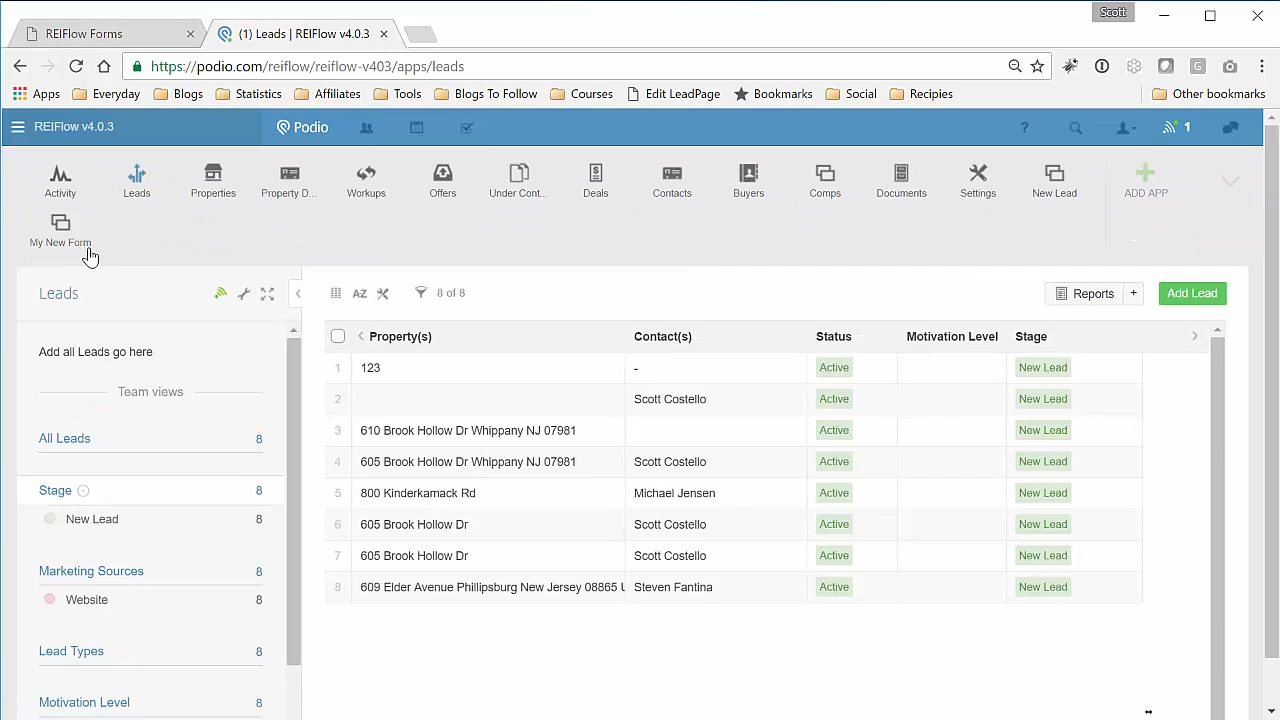 Scott
REIFlow Forms
(1) Leads | REIFlow v4.0.3
https://podio.com/reiflow/reiflow-v403/apps/leads
Apps Everyday Blogs Statistics Affiliates Tools Blogs To Follow Courses Edit LeadPage Bookmarks Social Recipies Other bookmarks
REIFlow v4.0.3 Podio ? 1
Activity Leads Properties Property D... Workups Offers Under Cont... Deals Contacts Buyers Comps Documents Settings New Lead ADD APP
My New Form
Leads AZ 8 of 8 Reports + Add Lead
Property(s) Contact(s) Status Motivation Level Stage
Add all Leads go here
Team views
All Leads 8
Stage 8
New Lead 8
Marketing Sources 8
Website 8
Lead Types 8
Motivation Level 8
1 123 - Active New Lead
2 Scott Costello Active New Lead
3 610 Brook Hollow Dr Whippany NJ 07981 Active New Lead
4 605 Brook Hollow Dr Whippany NJ 07981 Scott Costello Active New Lead
5 800 Kinderkamack Rd Michael Jensen Active New Lead
6 605 Brook Hollow Dr Scott Costello Active New Lead
7 605 Brook Hollow Dr Scott Costello Active New Lead
8 609 Elder Avenue Phillipsburg New Jersey 08865 U Steven Fantina Active New Lead